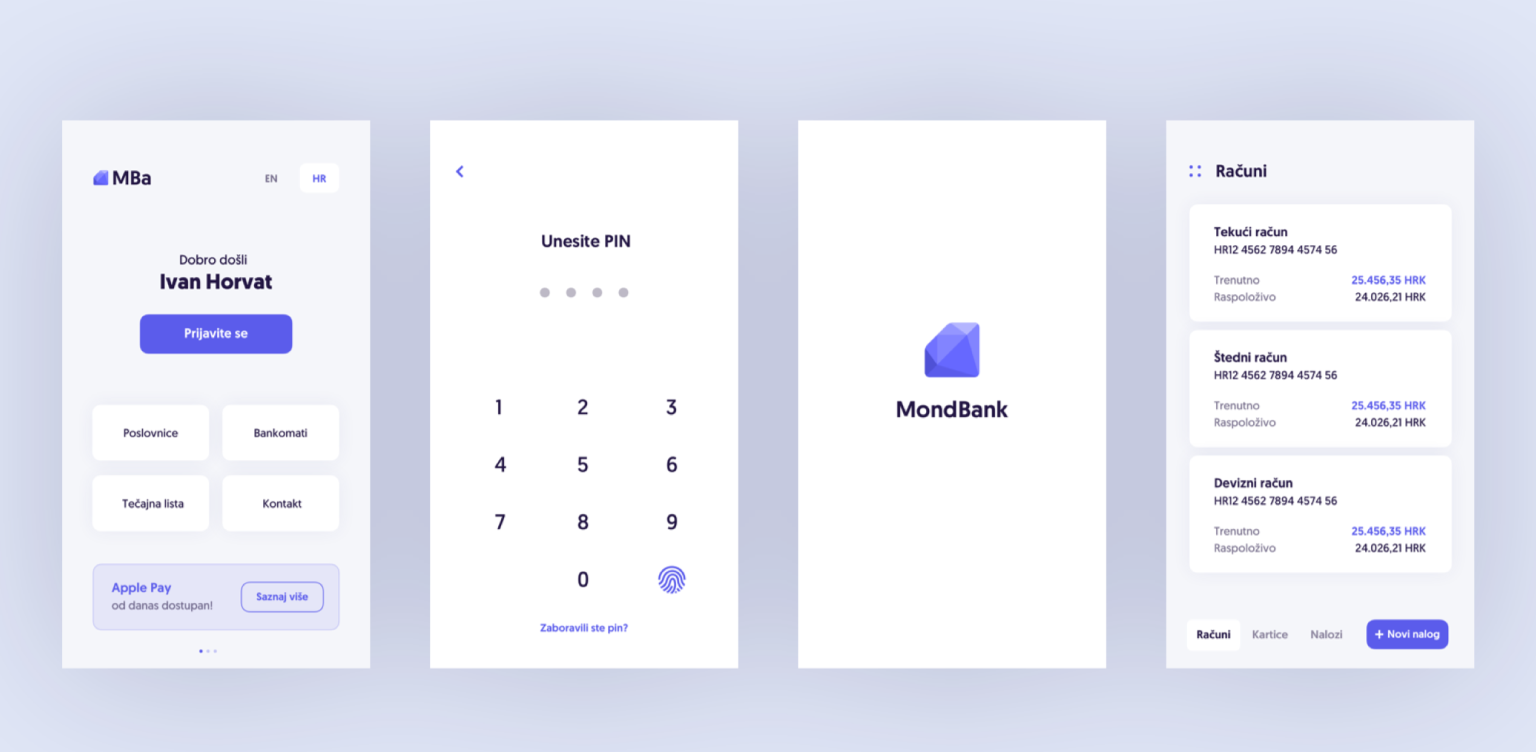 MBa
EN
HR
Dobro došli
Ivan Horvat
Prijavite se
Poslovnice
Bankomati
Tečajna lista
Kontakt
Apple Pay
od danas dostupan!
Saznaj više
Unesite PIN
1 2 3
4 5 6
7 8 9
0
Zaboravili ste pin?
MondBank
Računi
Tekući račun
HR12 4562 7894 4574 56
Trenutno 25.456,35 HRK
Raspoloživo 24.026,21 HRK
Štedni račun
HR12 4562 7894 4574 56
Trenutno 25.456,35 HRK
Raspoloživo 24.026,21 HRK
Devizni račun
HR12 4562 7894 4574 56
Trenutno 25.456,35 HRK
Raspoloživo 24.026,21 HRK
Računi
Kartice
Nalozi
+ Novi nalog